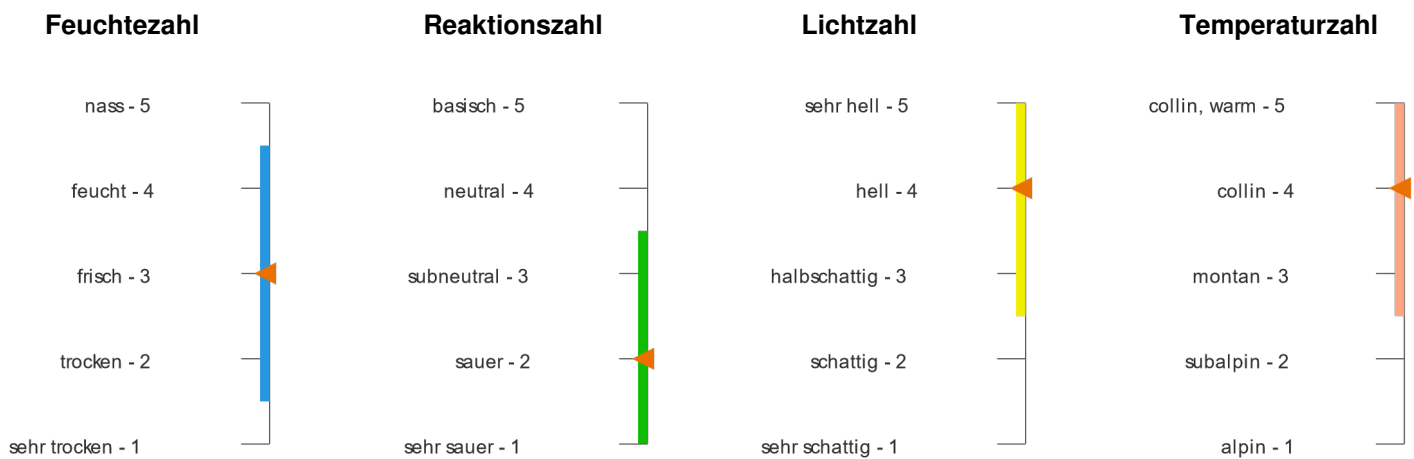 Feuchtezahl
nass - 5
feucht - 4
frisch - 3
trocken - 2
sehr trocken - 1
Reaktionszahl
basisch - 5
neutral - 4
subneutral - 3
sauer - 2
sehr sauer - 1
Lichtzahl
sehr hell - 5
hell - 4
halbschattig - 3
schattig - 2
sehr schattig - 1
Temperaturzahl
collin, warm - 5
collin - 4
montan - 3
subalpin - 2
alpin - 1